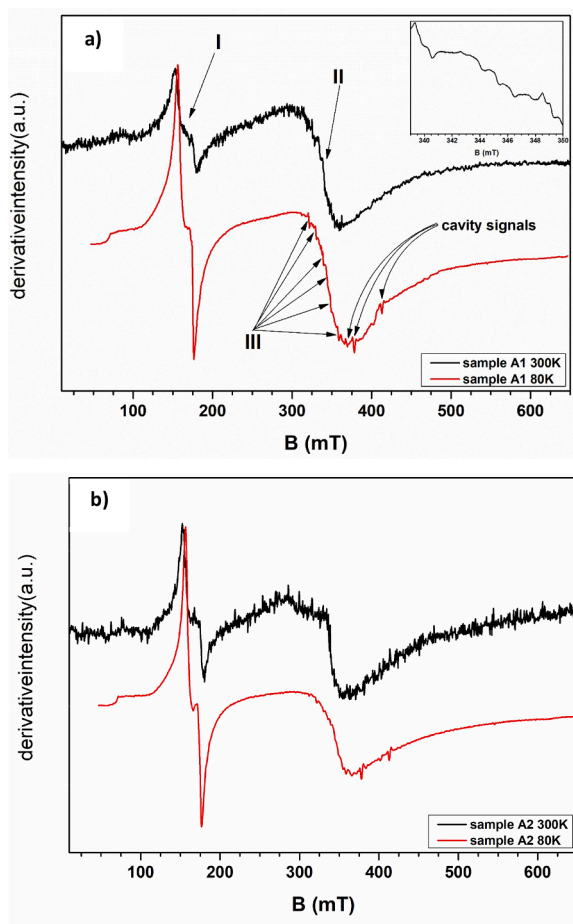 a)
I
II
339 342 344 346 348 350
B (mT)
derivativeintensity(a.u.)
cavity signals
III
sample A1 300K
sample A1 80K
100 200 300 400 500 600
B (mT)
b)
derivativeintensity(a.u.)
sample A2 300K
sample A2 80K
100 200 300 400 500 600
B (mT)